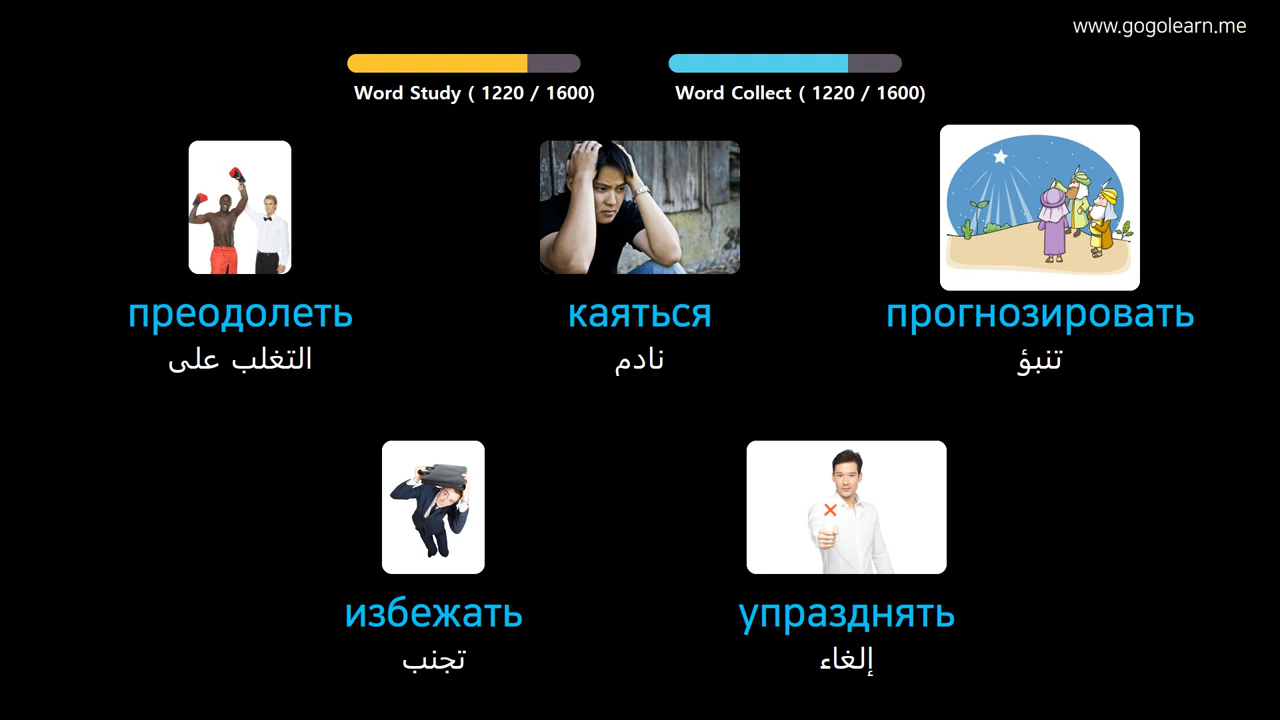 www.gogolearn.me
Word Study ( 1220 / 1600)
Word Collect ( 1220 / 1600)
преодолеть
التغلب على
каяться
نادم
прогнозировать
تنبؤ
избежать
تجنب
упразднять
إلغاء